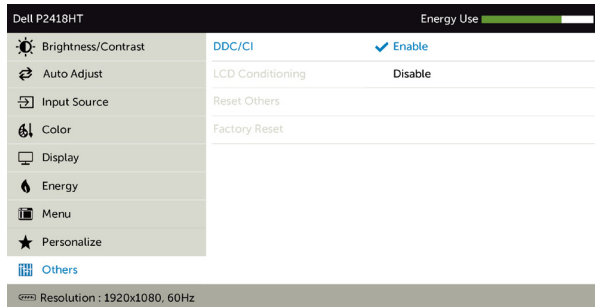 Dell P2418HT Energy Use
Brightness/Contrast DDC/CI Enable
Auto Adjust LCD Conditioning Disable
Input Source Reset Others
Color Factory Reset
Display
Energy
Menu
Personalize
Others
Resolution : 1920x1080, 60Hz